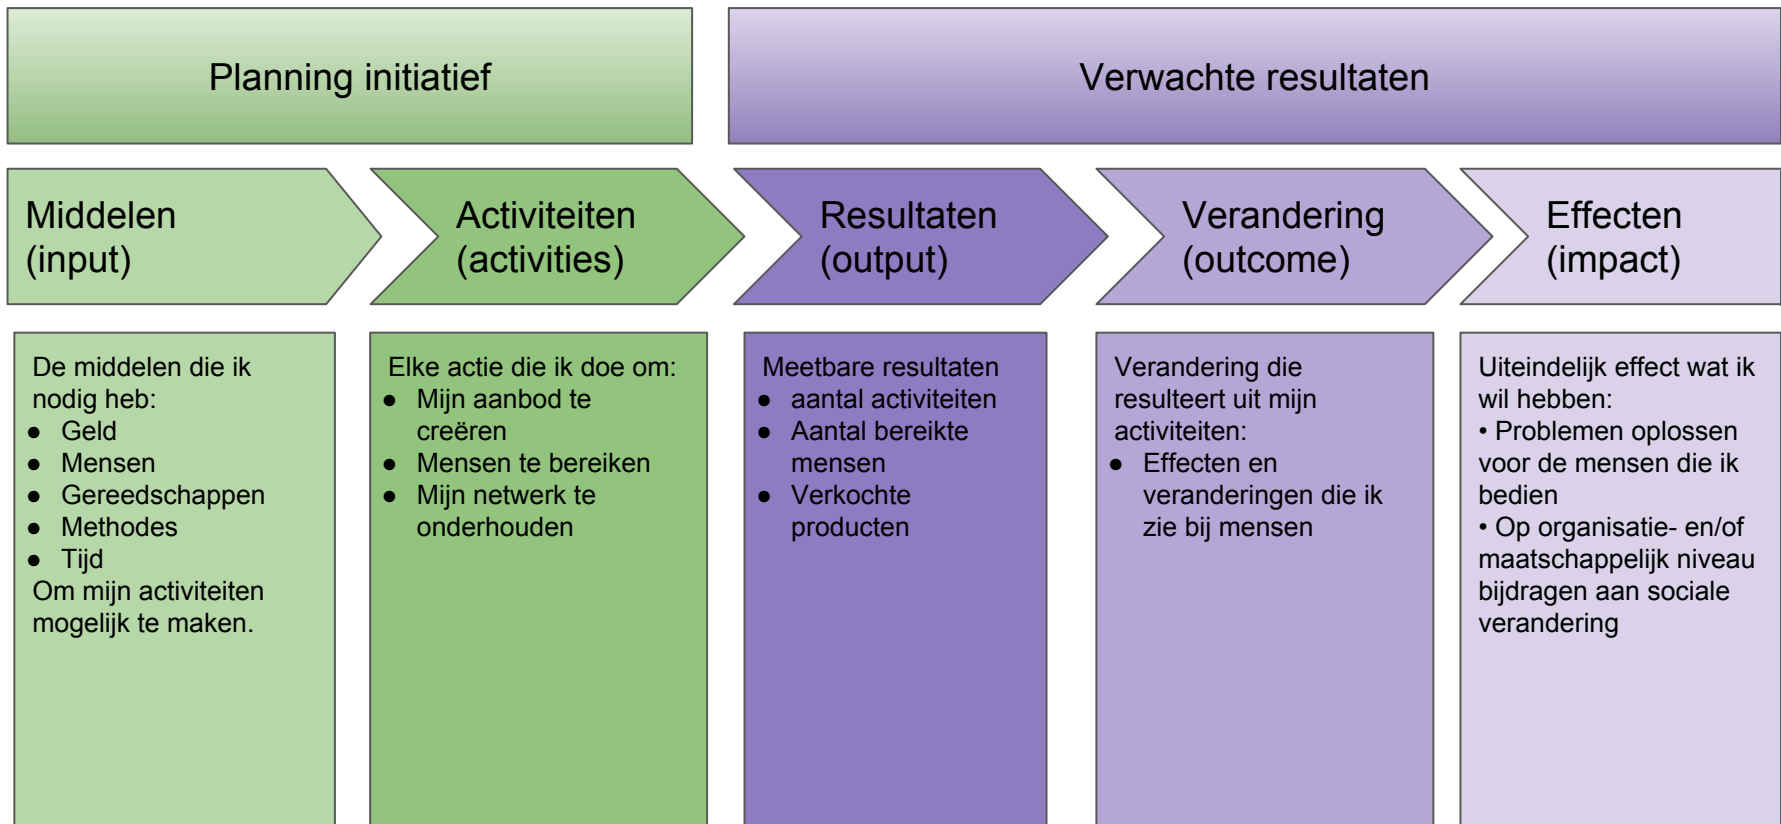 Planning initiatief
Verwachte resultaten
Middelen
(input)
Activiteiten
(activities)
Resultaten
(output)
Verandering
(outcome)
Effecten
(impact)
De middelen die ik
nodig heb:
● Geld
● Mensen
● Gereedschappen
● Methodes
● Tijd
Om mijn activiteiten
mogelijk te maken.
Elke actie die ik doe om:
● Mijn aanbod te
creëren
● Mensen te bereiken
● Mijn netwerk te
onderhouden
Meetbare resultaten
● aantal activiteiten
● Aantal bereikte
mensen
● Verkochte
producten
Verandering die
resulteert uit mijn
activiteiten:
● Effecten en
veranderingen die ik
zie bij mensen
Uiteindelijk effect wat ik
wil hebben:
• Problemen oplossen
voor de mensen die ik
bedien
• Op organisatie- en/of
maatschappelijk niveau
bijdragen aan sociale
verandering